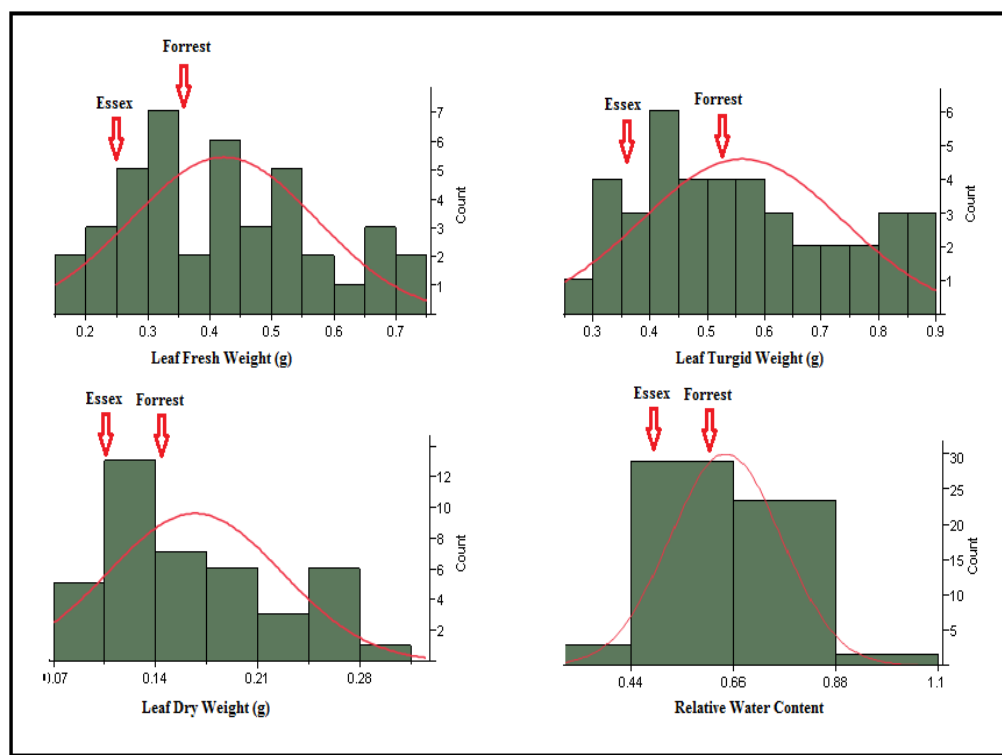 Forrest
Essex
7
6
5
4
3
2
1
Count
0.2 0.3 0.4 0.5 0.6 0.7
Leaf Fresh Weight (g)
Essex
Forrest
6
5
4
3
2
1
Count
0.3 0.4 0.5 0.6 0.7 0.8 0.9
Leaf Turgid Weight (g)
Essex Forrest
12
10
8
6
4
2
Count
0.07 0.14 0.21 0.28
Leaf Dry Weight (g)
Essex Forrest
30
25
20
15
10
5
Count
0.44 0.66 0.88 1.1
Relative Water Content